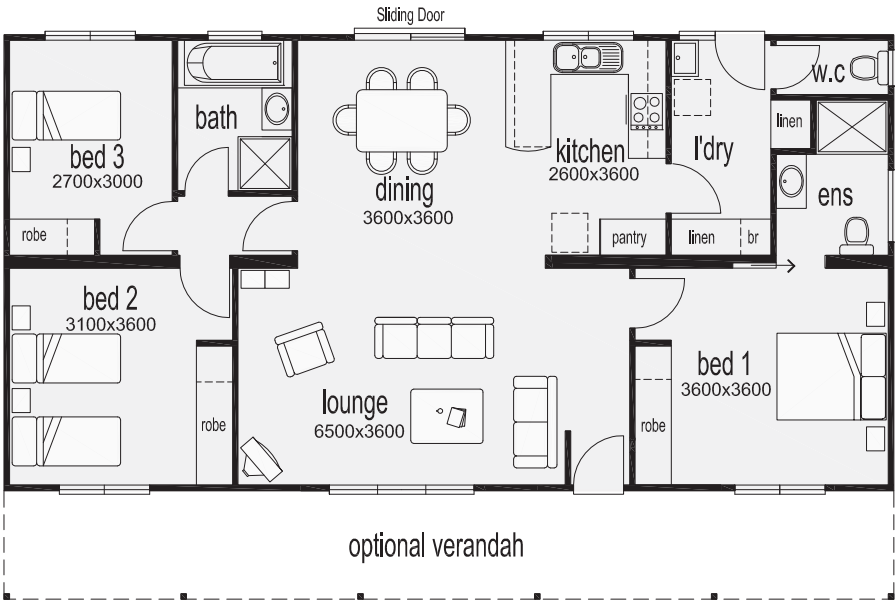 Sliding Door
w.c
bath
linen
bed 3
2700x3000
kitchen
2600x3600
l'dry
dining
3600x3600
ens
robe
pantry
linen
br
bed 2
3100x3600
bed 1
3600x3600
lounge
6500x3600
robe
robe
optional verandah